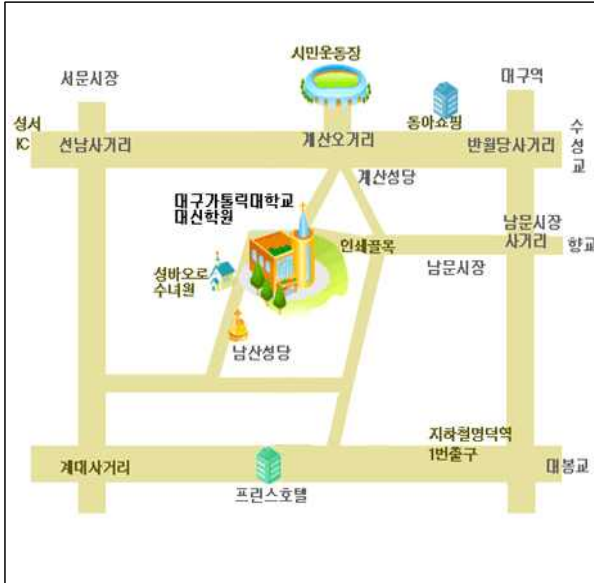 시민운동장
서문시장
대구역
성서
IC
선남사거리
계산오거리
동아쇼핑
반월당사거리
수성교
계산성당
대구가톨릭대학교
대신학원
남문시장
사거리
인쇄골목
향교
남문시장
성바오로
수녀원
남산성당
지하철명덕역
1번출구
계대사거리
대봉교
프린스호텔